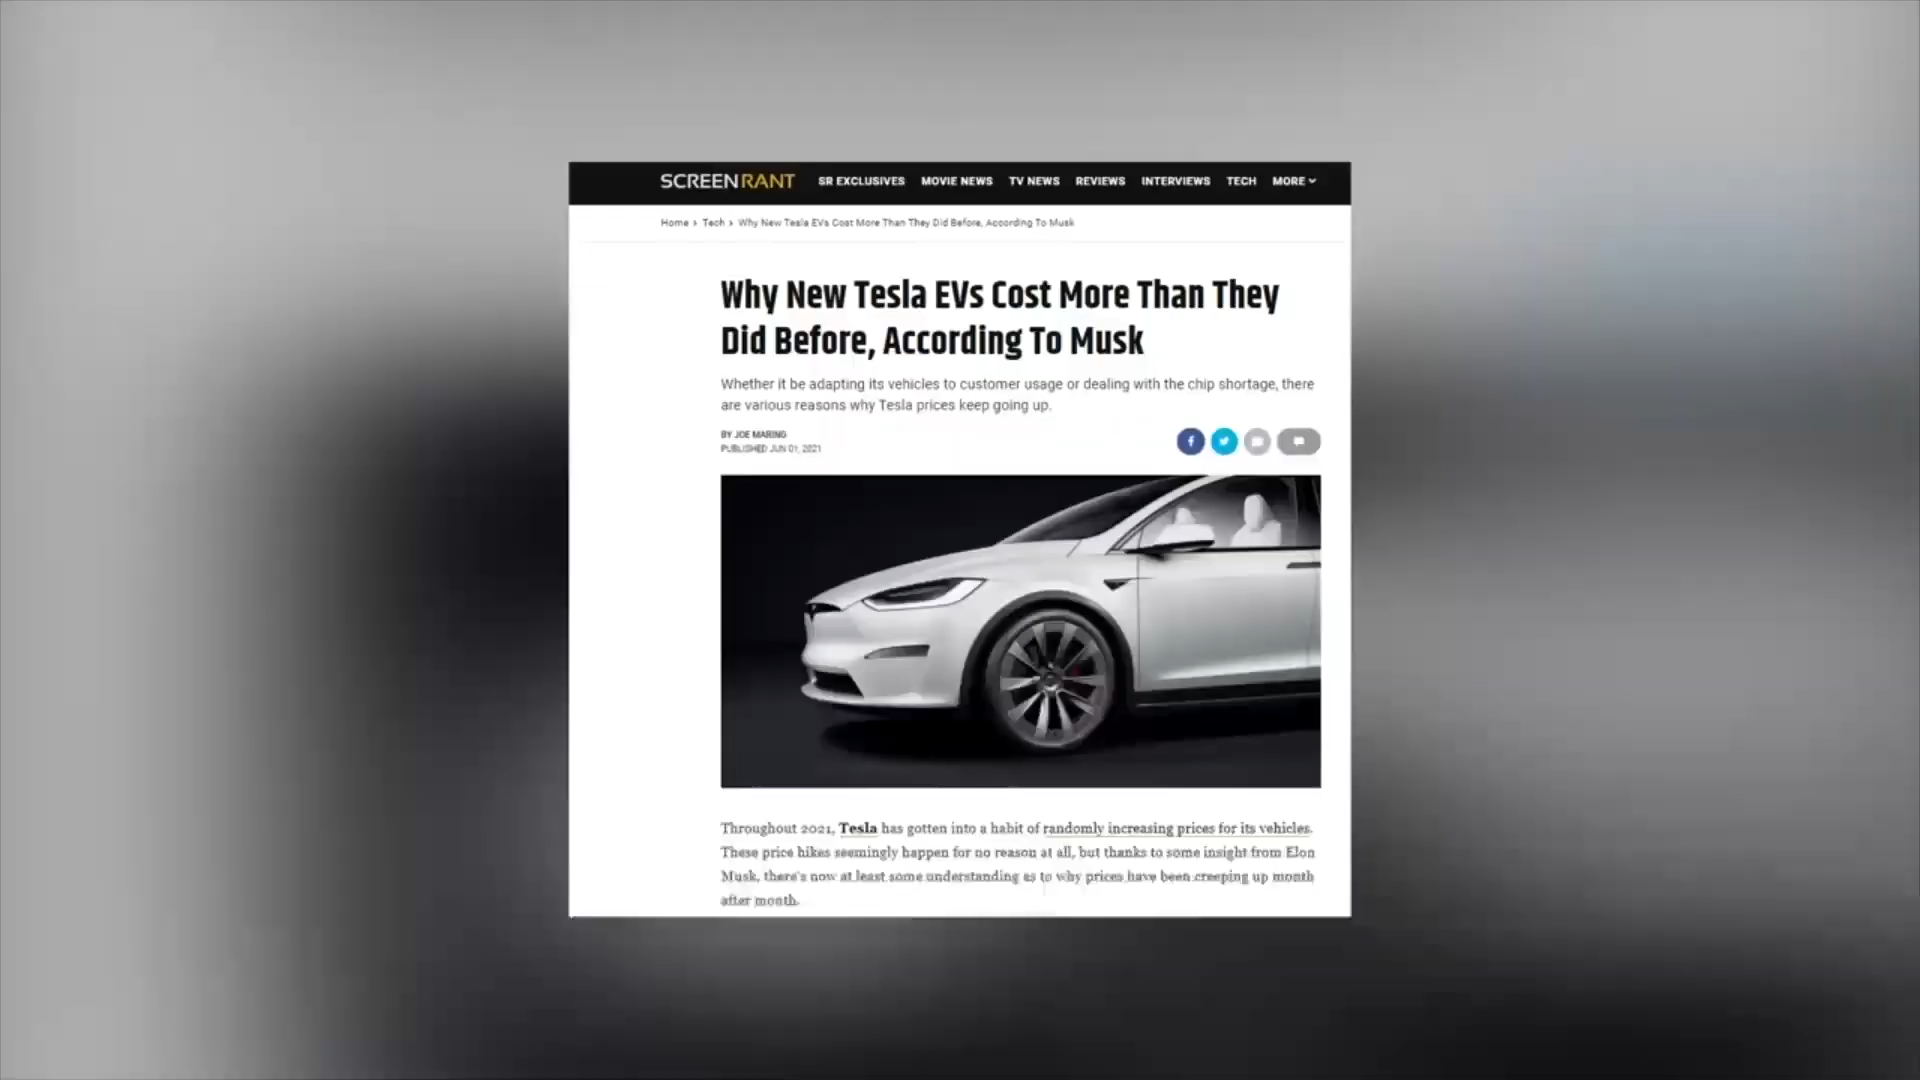 SCREENRANT SR EXCLUSIVES MOVIE NEWS TV NEWS REVIEWS INTERVIEWS TECH MORE
Home › Tech › Why New Tesla EVs Cost More Than They Did Before, According To Musk
Why New Tesla EVs Cost More Than They
Did Before, According To Musk
Whether it be adapting its vehicles to customer usage or dealing with the chip shortage, there
are various reasons why Tesla prices keep going up.
BY JOE MARING
PUBLISHED JUN 01, 2021
Throughout 2021, Tesla has gotten into a habit of randomly increasing prices for its vehicles.
These price hikes seemingly happen for no reason at all, but thanks to some insight from Elon
Musk, there's now at least some understanding as to why prices have been creeping up month
after month.